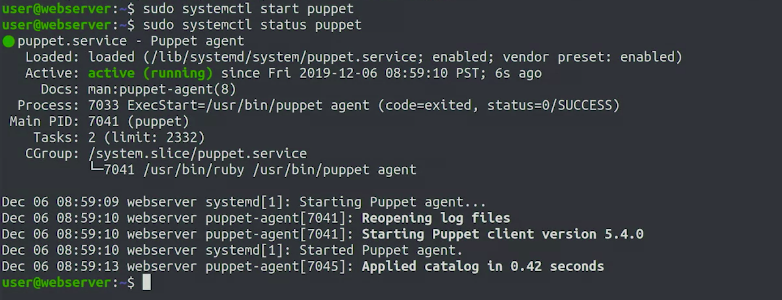 user@webserver:~$ sudo systemctl start puppet
user@webserver:~$ sudo systemctl status puppet
● puppet.service - Puppet agent
   Loaded: loaded (/lib/systemd/system/puppet.service; enabled; vendor preset: enabled)
   Active: active (running) since Fri 2019-12-06 08:59:10 PST; 6s ago
     Docs: man:puppet-agent(8)
  Process: 7033 ExecStart=/usr/bin/puppet agent (code=exited, status=0/SUCCESS)
 Main PID: 7041 (puppet)
    Tasks: 2 (limit: 2332)
   CGroup: /system.slice/puppet.service
           └─7041 /usr/bin/ruby /usr/bin/puppet agent

Dec 06 08:59:09 webserver systemd[1]: Starting Puppet agent...
Dec 06 08:59:10 webserver puppet-agent[7041]: Reopening log files
Dec 06 08:59:10 webserver puppet-agent[7041]: Starting Puppet client version 5.4.0
Dec 06 08:59:10 webserver systemd[1]: Started Puppet agent.
Dec 06 08:59:13 webserver puppet-agent[7045]: Applied catalog in 0.42 seconds
user@webserver:~$